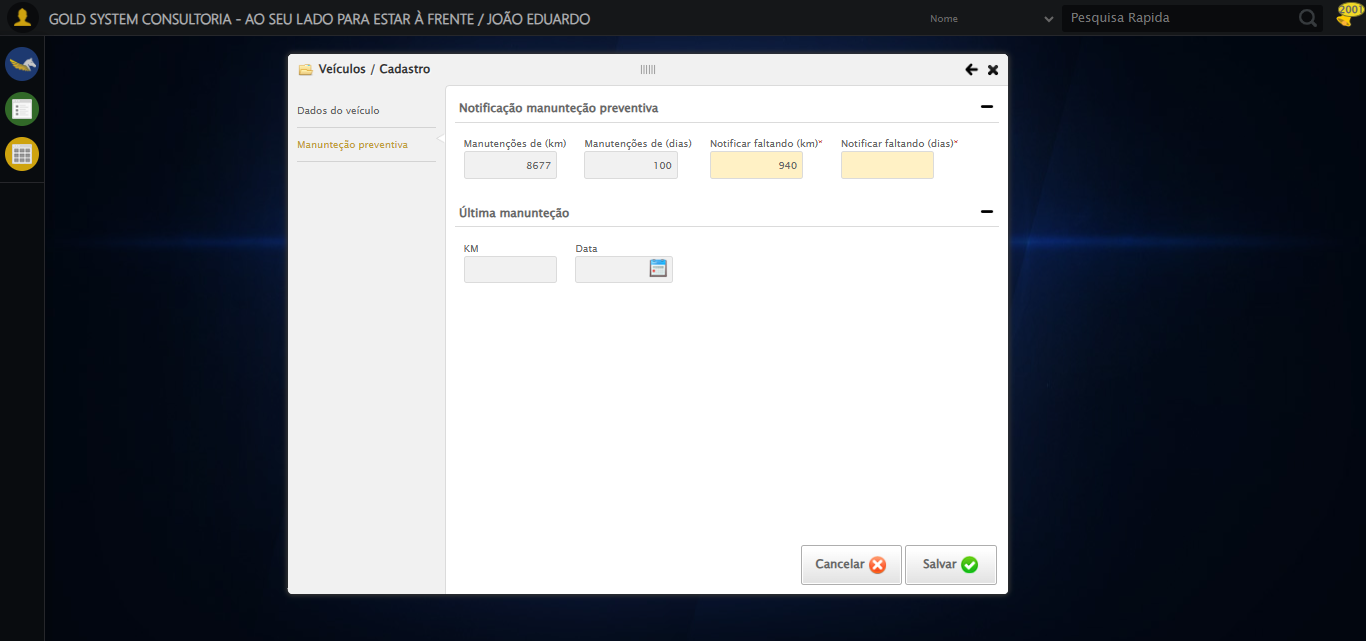 GOLD SYSTEM CONSULTORIA - AO SEU LADO PARA ESTAR À FRENTE / JOÃO EDUARDO
Nome
Pesquisa Rapida
2001
Veículos / Cadastro
Dados do veículo
Manunteção preventiva
Notificação manunteção preventiva
Manutenções de (km) Manutenções de (dias) Notificar faltando (km)* Notificar faltando (dias)*
8677 100 940
Última manunteção
KM Data
Cancelar Salvar